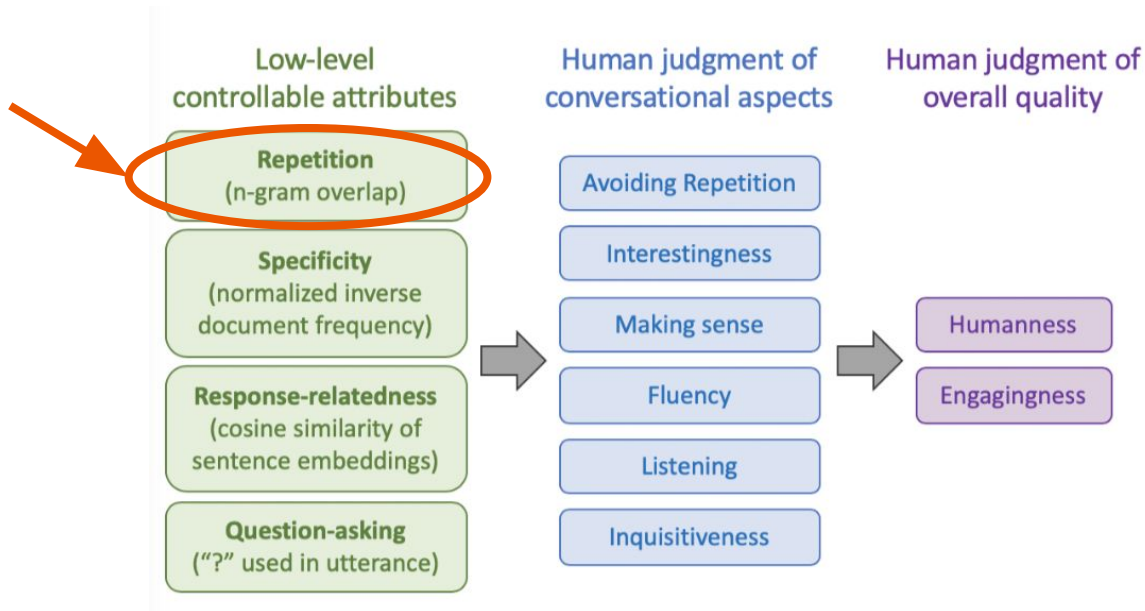 Low-level
controllable attributes
Repetition
(n-gram overlap)
Specificity
(normalized inverse
document frequency)
Response-relatedness
(cosine similarity of
sentence embeddings)
Question-asking
(“?” used in utterance)
Human judgment of
conversational aspects
Avoiding Repetition
Interestingness
Making sense
Fluency
Listening
Inquisitiveness
Human judgment of
overall quality
Humanness
Engagingness